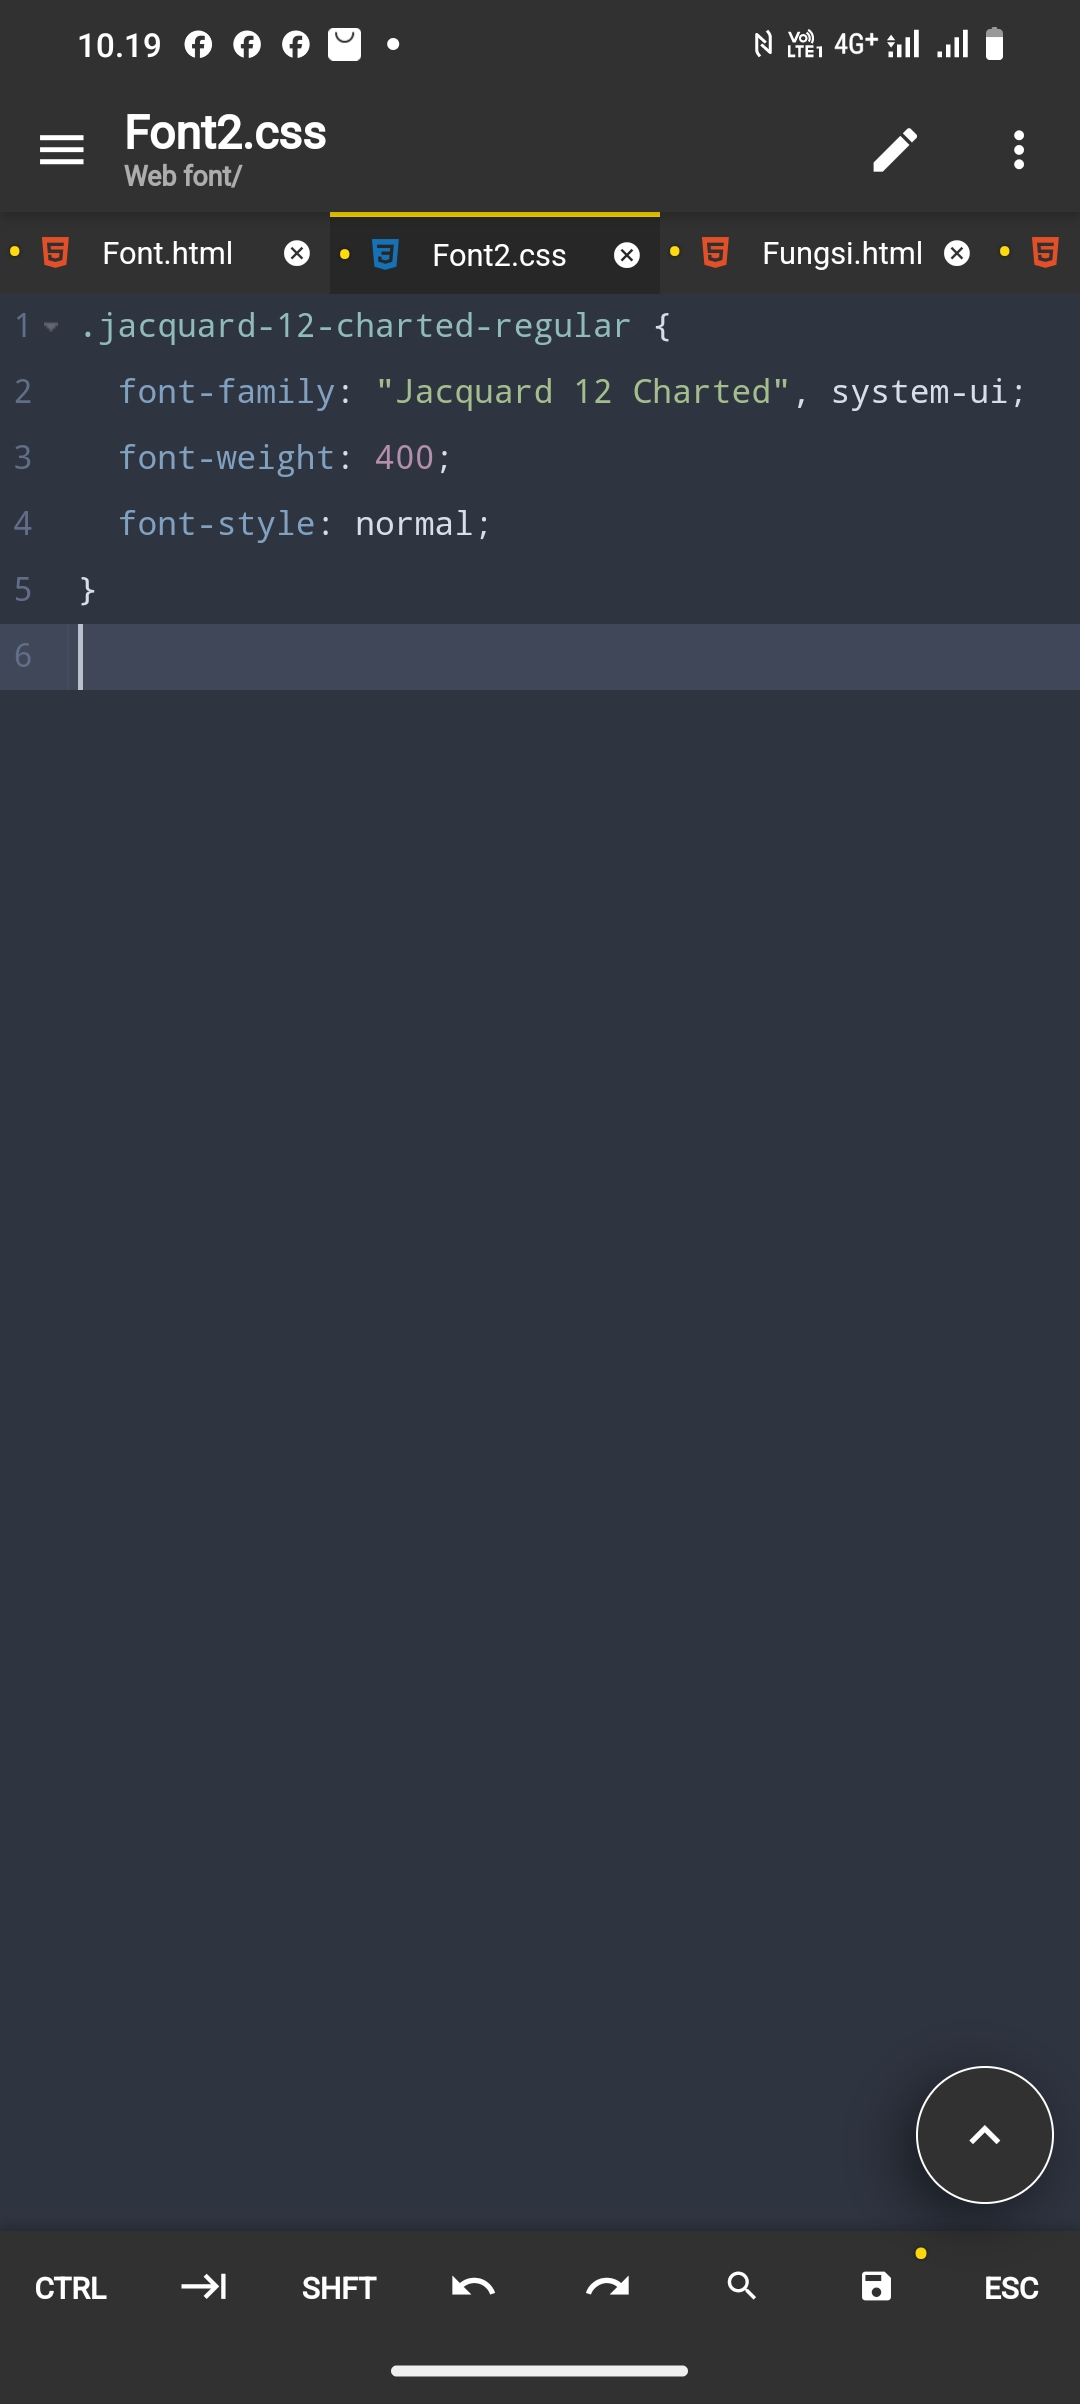 10.19 Vo)) LTE1 4G+
Font2.css
Web font/
Font.html Font2.css Fungsi.html
1 .jacquard-12-charted-regular {
2 font-family: "Jacquard 12 Charted", system-ui;
3 font-weight: 400;
4 font-style: normal;
5 }
6
CTRL SHFT ESC